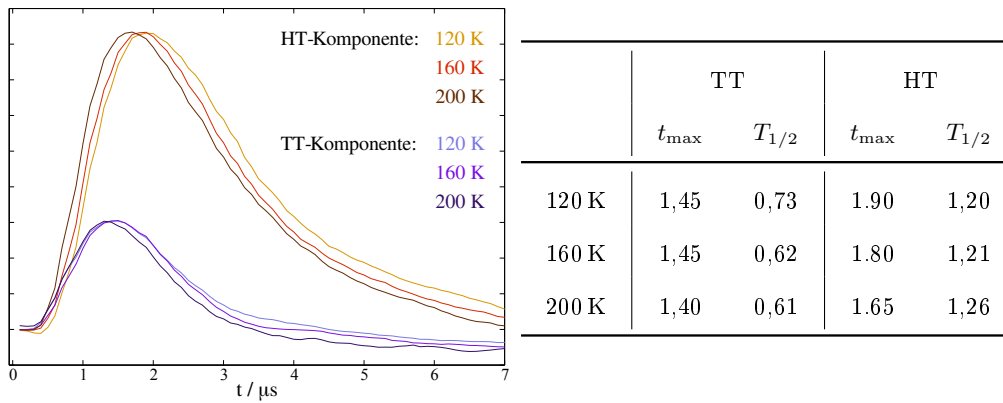 HT-Komponente: 120 K
160 K
200 K
TT-Komponente: 120 K
160 K
200 K
0 1 2 3 4 5 6 7
t / µs
TT HT
t_max T_1/2 t_max T_1/2
120 K 1,45 0,73 1.90 1,20
160 K 1,45 0,62 1.80 1,21
200 K 1,40 0,61 1.65 1,26